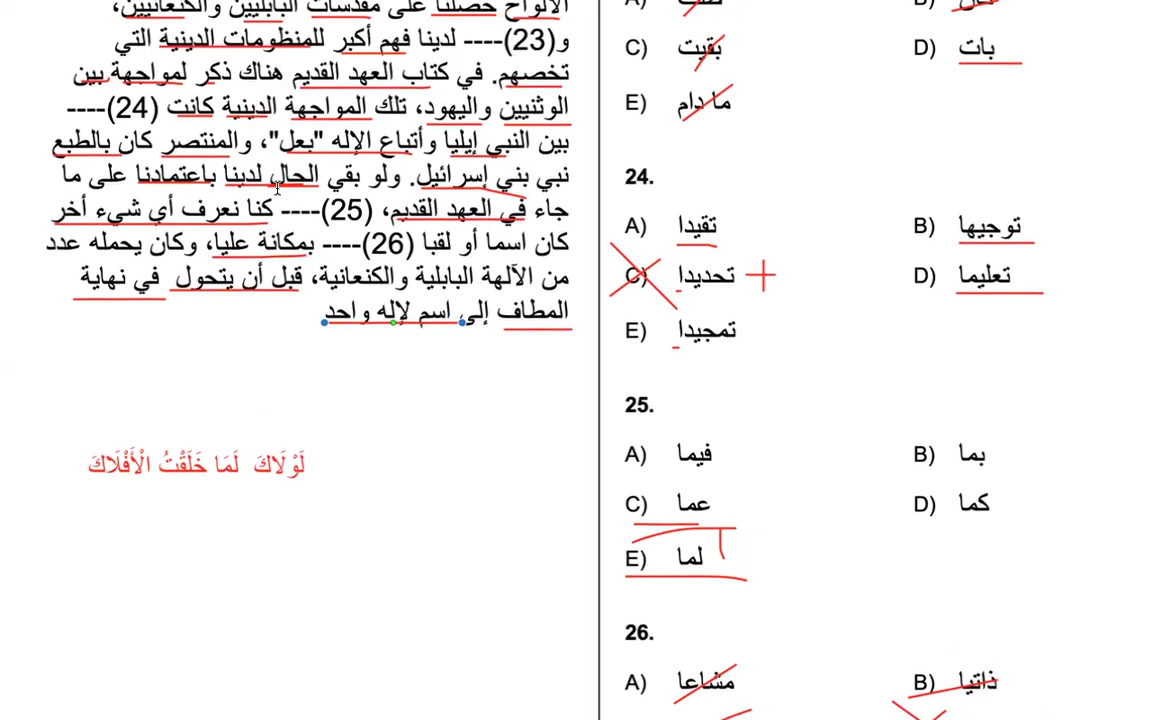 الألواح حصلنا على مقدسات البابليين والكنعانيين،
و(23)---- لدينا فهم أكبر للمنظومات الدينية التي
تخصهم. في كتاب العهد القديم هناك ذكر لمواجهة بين
الوثنيين واليهود، تلك المواجهة الدينية كانت (24)----
بين النبي إيليا وأتباع الإله "بعل"، والمنتصر كان بالطبع
نبي بني إسرائيل. ولو بقي الحال لدينا باعتمادنا على ما
جاء في العهد القديم، (25)---- كنا نعرف أي شيء أخر
كان اسما أو لقبا (26)---- بمكانة عليا، وكان يحمله عدد
من الآلهة البابلية والكنعانية، قبل أن يتحول في نهاية
المطاف إلى اسم لإله واحد
لَوْلَاكَ لَمَا خَلَقْتُ الْأَفْلَاكَ
C) بقيت
D) بات
E) ما دام
24.
A) تقيدا
B) توجيها
C) تحديدا +
D) تعليما
E) تمجيدا
25.
A) فيما
B) بما
C) عما
D) كما
E) لما
26.
A) مشاعا
B) ذاتيا